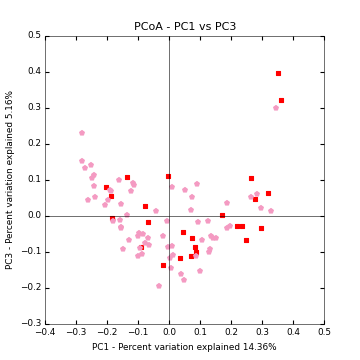 PCoA - PC1 vs PC3
0.5
0.4
0.3
0.2
0.1
0.0
−0.1
−0.2
−0.3
PC3 - Percent variation explained 5.16%
−0.4 −0.3 −0.2 −0.1 0.0 0.1 0.2 0.3 0.4 0.5
PC1 - Percent variation explained 14.36%